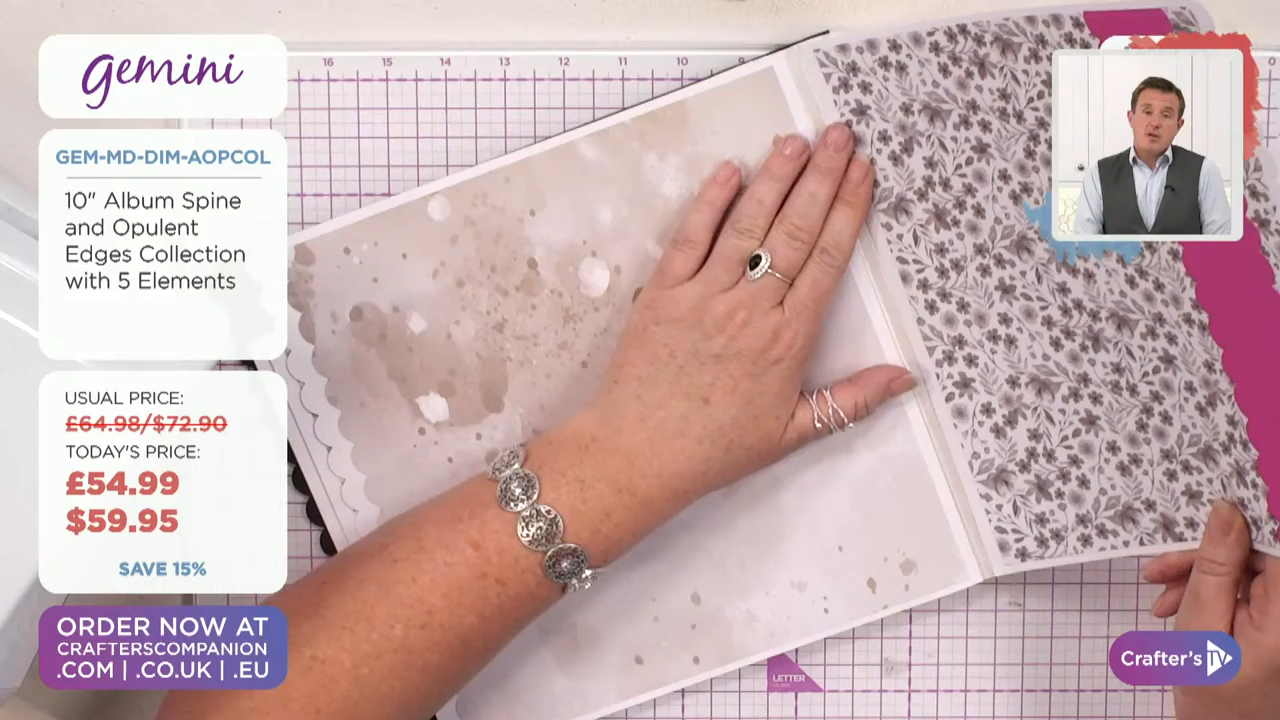 gemini
GEM-MD-DIM-AOPCOL
10" Album Spine
and Opulent
Edges Collection
with 5 Elements
USUAL PRICE:
£64.98/$72.90
TODAY'S PRICE:
£54.99
$59.95
SAVE 15%
ORDER NOW AT
CRAFTERSCOMPANION
.COM | .CO.UK | .EU
16 15 14 13 12 11 10 9 0
LETTER
Crafter's TV